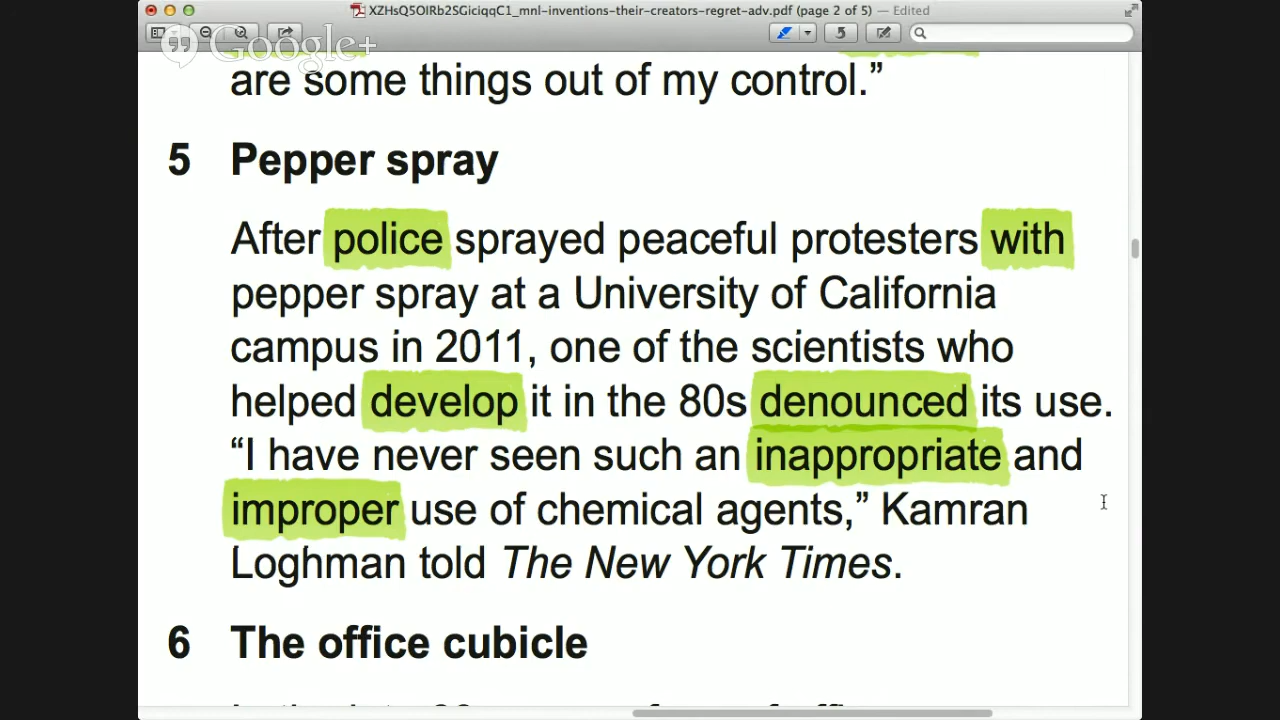 XZHsQ5OIRb2SGiciqqC1_mnl-inventions-their-creators-regret-adv.pdf (page 2 of 5) — Edited
Google+
are some things out of my control.”
5 Pepper spray
After police sprayed peaceful protesters with
pepper spray at a University of California
campus in 2011, one of the scientists who
helped develop it in the 80s denounced its use.
“I have never seen such an inappropriate and
improper use of chemical agents,” Kamran
Loghman told The New York Times.
6 The office cubicle